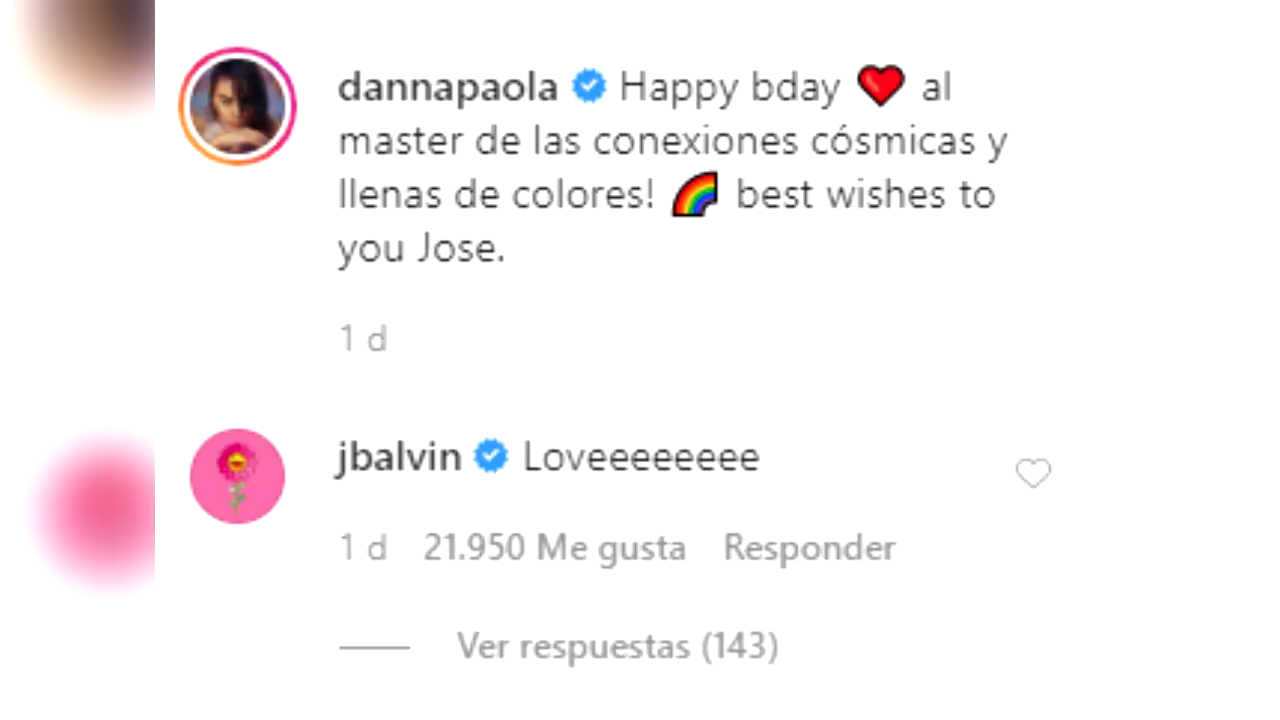 dannapaola Happy bday ❤️ al
master de las conexiones cósmicas y
llenas de colores! 🌈 best wishes to
you Jose.
1 d
jbalvin Loveeeeeeee
1 d 21.950 Me gusta Responder
Ver respuestas (143)